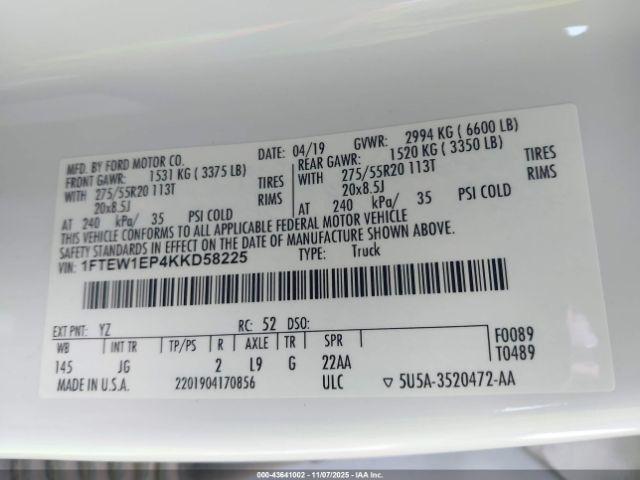 MFD. BY FORD MOTOR CO. DATE: 04/19 GVWR: 2994 KG ( 6600 LB)
FRONT GAWR: 1531 KG ( 3375 LB) REAR GAWR: 1520 KG ( 3350 LB)
WITH 275/55R20 113T TIRES WITH 275/55R20 113T TIRES
20x8.5J RIMS 20x8.5J RIMS
AT 240 kPa/ 35 PSI COLD AT 240 kPa/ 35 PSI COLD
THIS VEHICLE CONFORMS TO ALL APPLICABLE FEDERAL MOTOR VEHICLE
SAFETY STANDARDS IN EFFECT ON THE DATE OF MANUFACTURE SHOWN ABOVE.
VIN: 1FTEW1EP4KKD58225 TYPE: Truck
EXT PNT: YZ RC: 52 DSO:
WB INT TR TP/PS R AXLE TR SPR F0089
145 JG 2 L9 G 22AA T0489
MADE IN U.S.A. 2201904170856 ULC ▽ 5U5A-3520472-AA
000-43641002 - 11/07/2025 - IAAI.COM